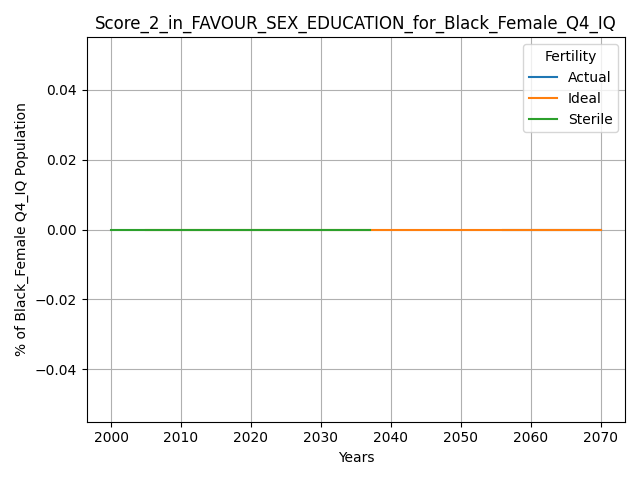 Score_2_in_FAVOUR_SEX_EDUCATION_for_Black_Female_Q4_IQ
Fertility
Actual
Ideal
Sterile
% of Black_Female Q4_IQ Population
0.04
0.02
0.00
−0.02
−0.04
2000 2010 2020 2030 2040 2050 2060 2070
Years